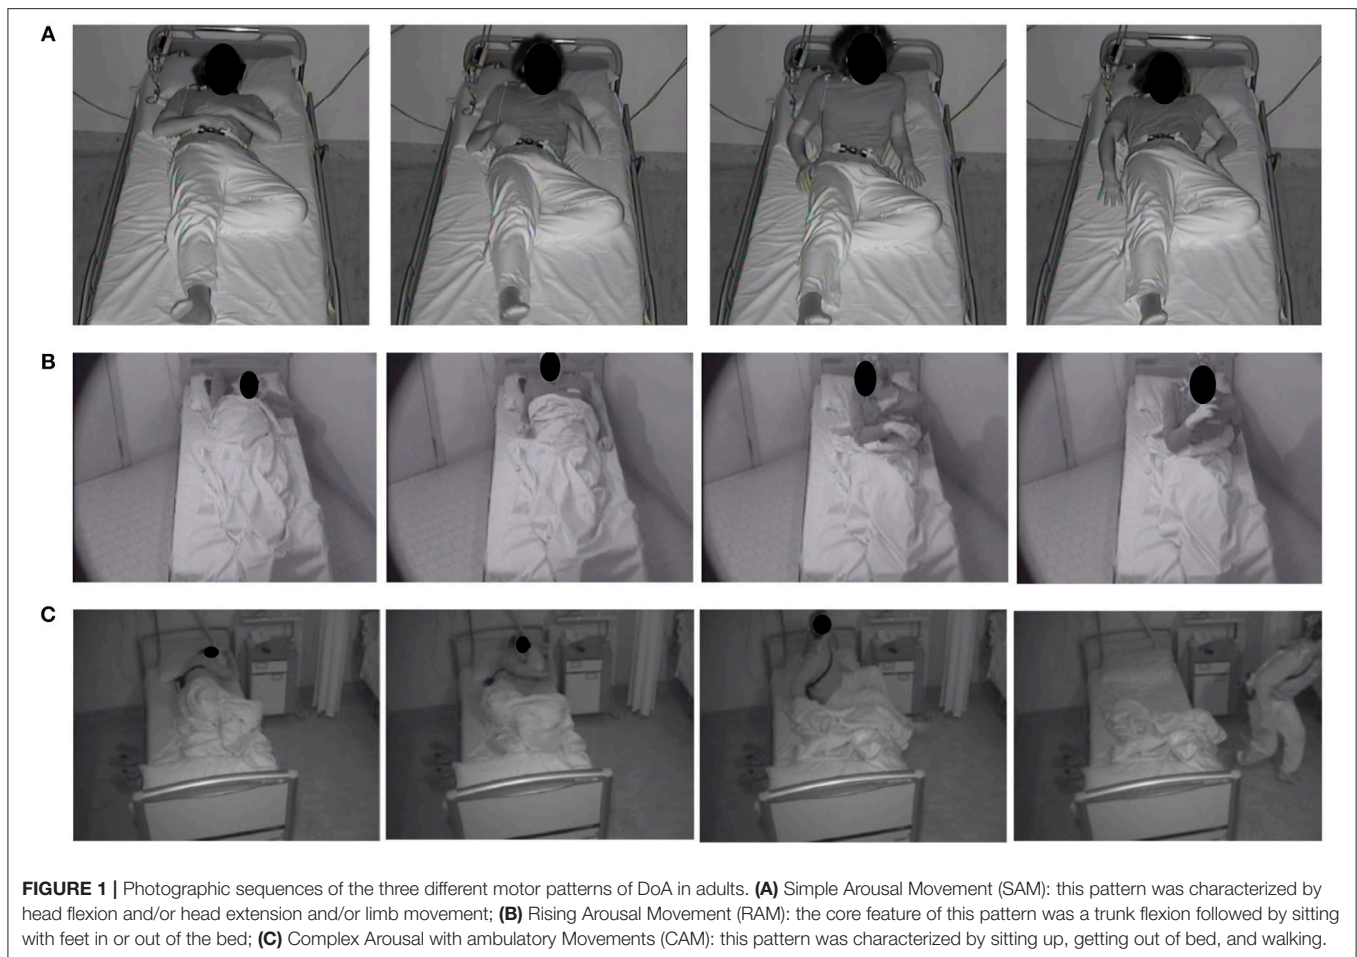 A
B
C
FIGURE 1 | Photographic sequences of the three different motor patterns of DoA in adults. (A) Simple Arousal Movement (SAM): this pattern was characterized by
head flexion and/or head extension and/or limb movement; (B) Rising Arousal Movement (RAM): the core feature of this pattern was a trunk flexion followed by sitting
with feet in or out of the bed; (C) Complex Arousal with ambulatory Movements (CAM): this pattern was characterized by sitting up, getting out of bed, and walking.